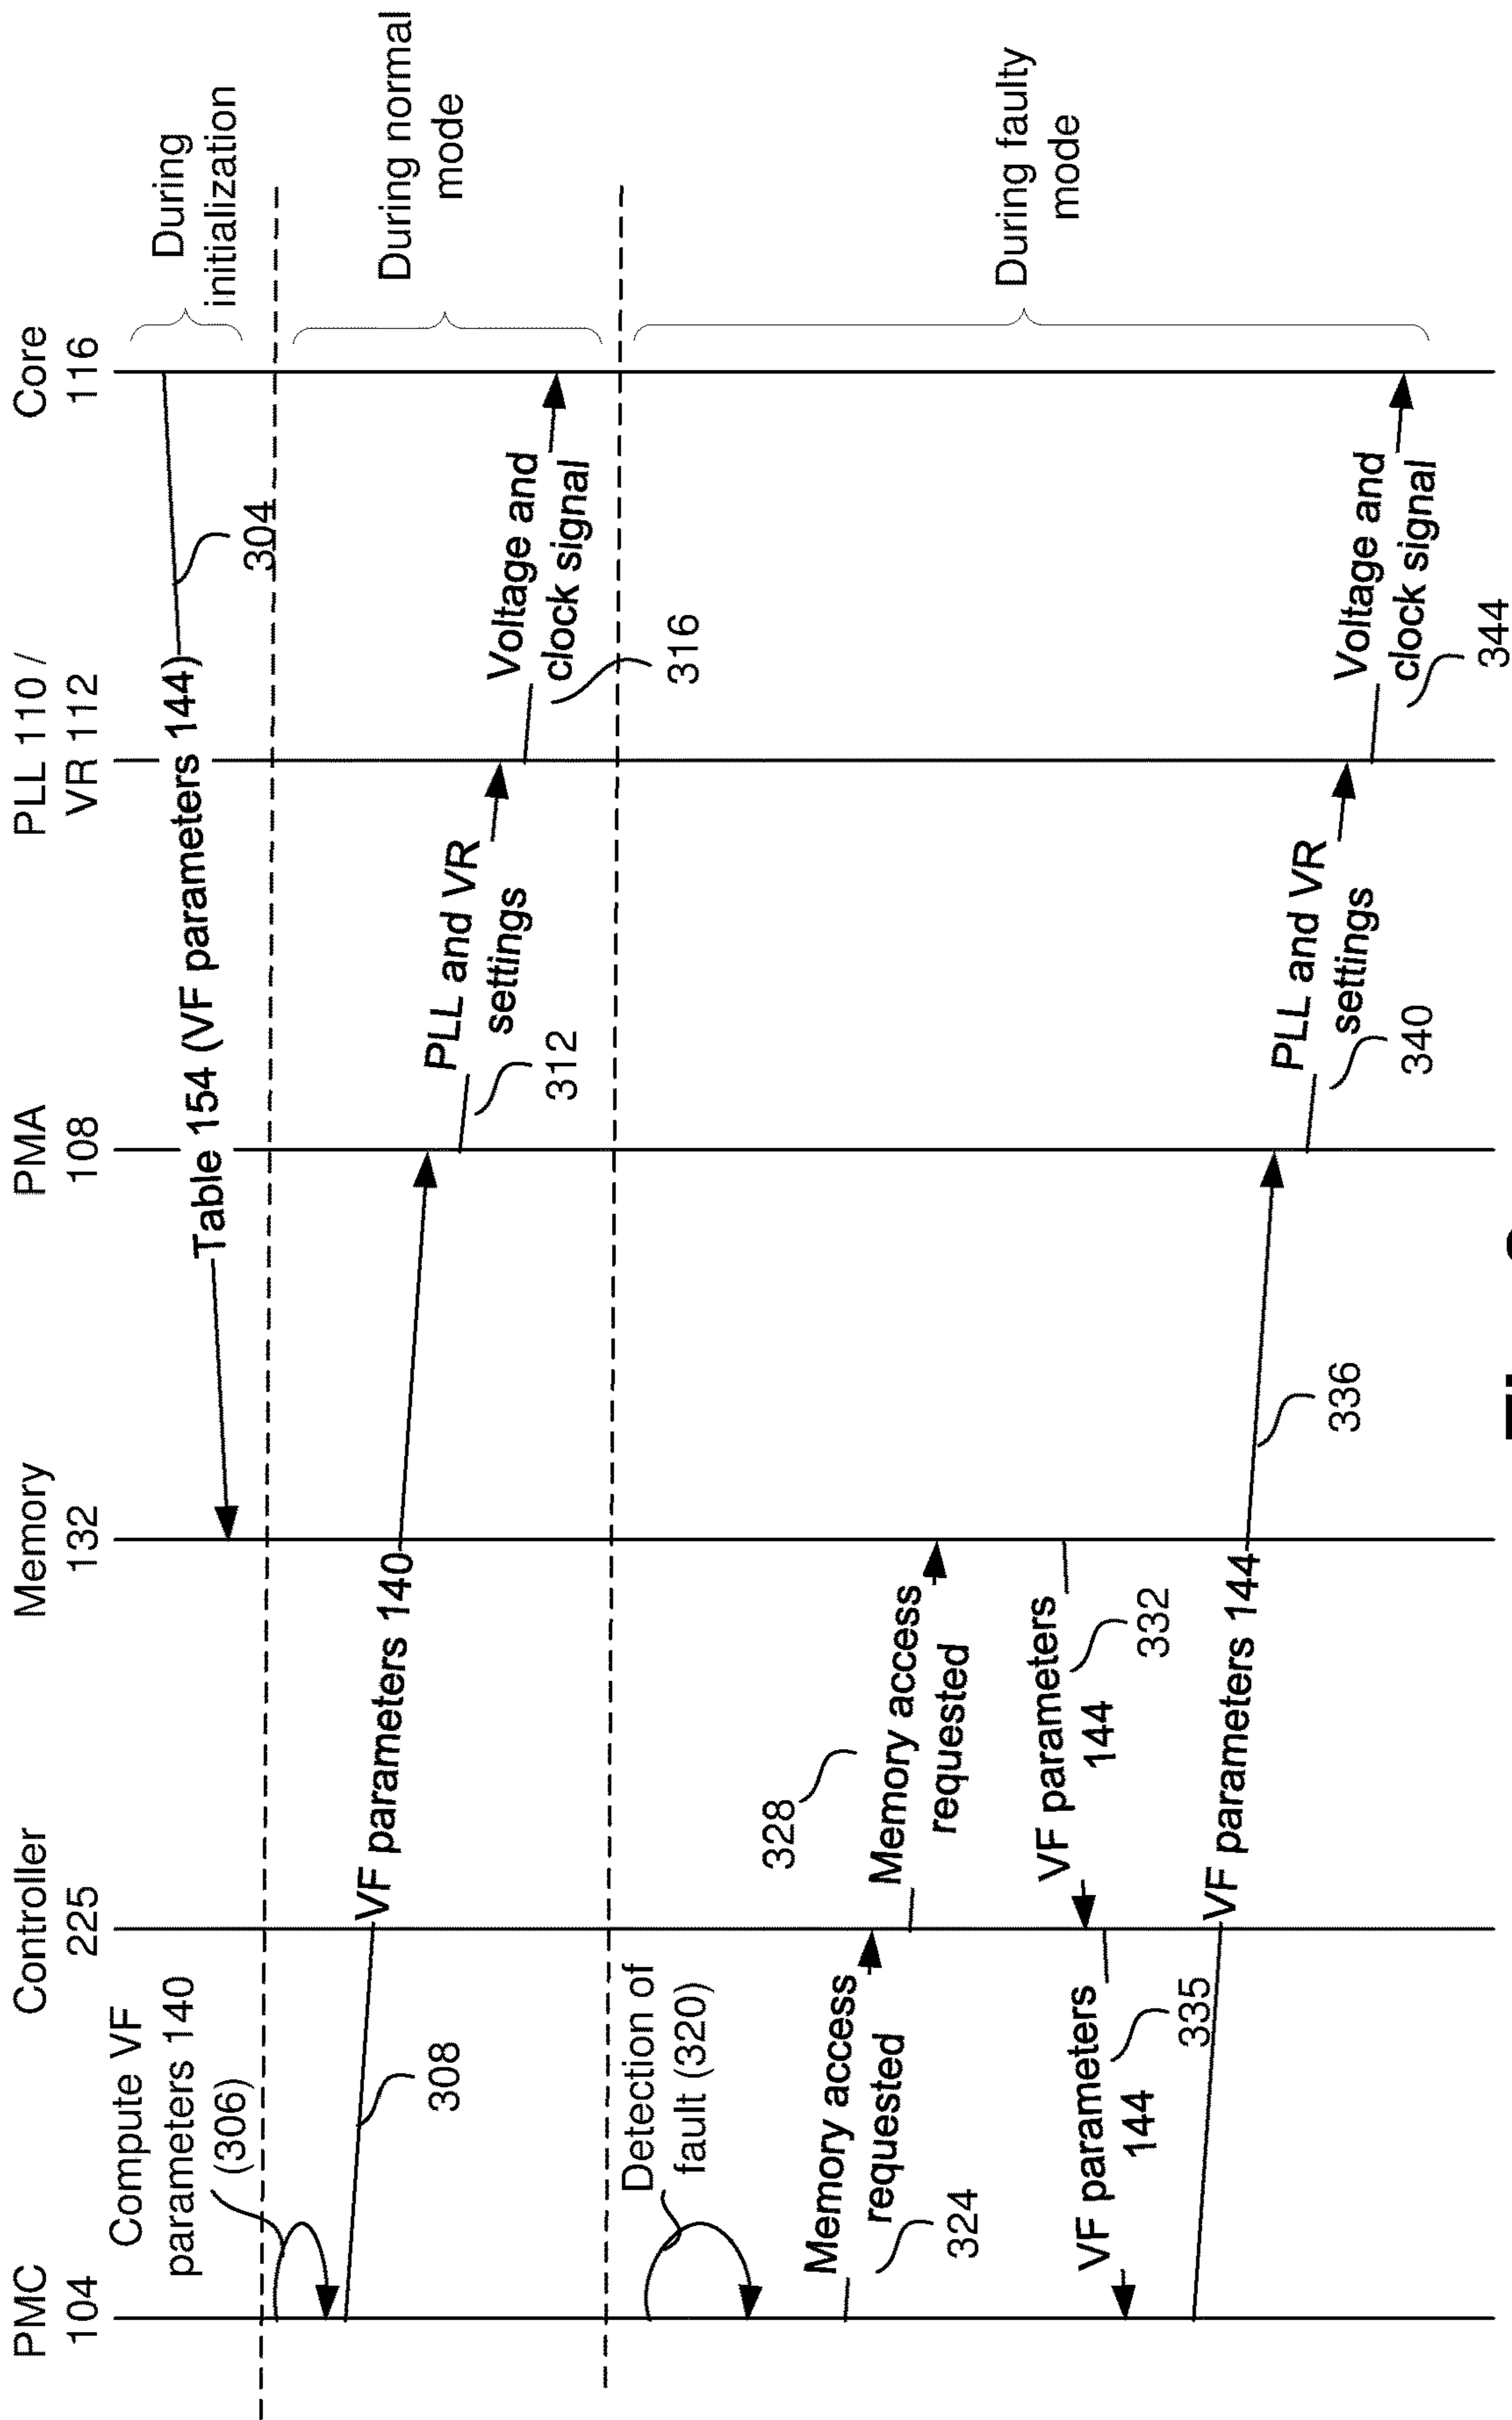 PMC
104
Controller
225
Memory
132
PMA
108
PLL 110 /
VR 112
Core
116
During
initialization
Table 154 (VF parameters 144)
304
Compute VF
parameters 140
(306)
During normal
mode
VF parameters 140
308
PLL and VR
settings
312
Voltage and
clock signal
316
Detection of
fault (320)
During faulty
mode
Memory access
requested
324
Memory access
requested
328
VF parameters
144
332
VF parameters
144
335
VF parameters 144
336
PLL and VR
settings
340
Voltage and
clock signal
344